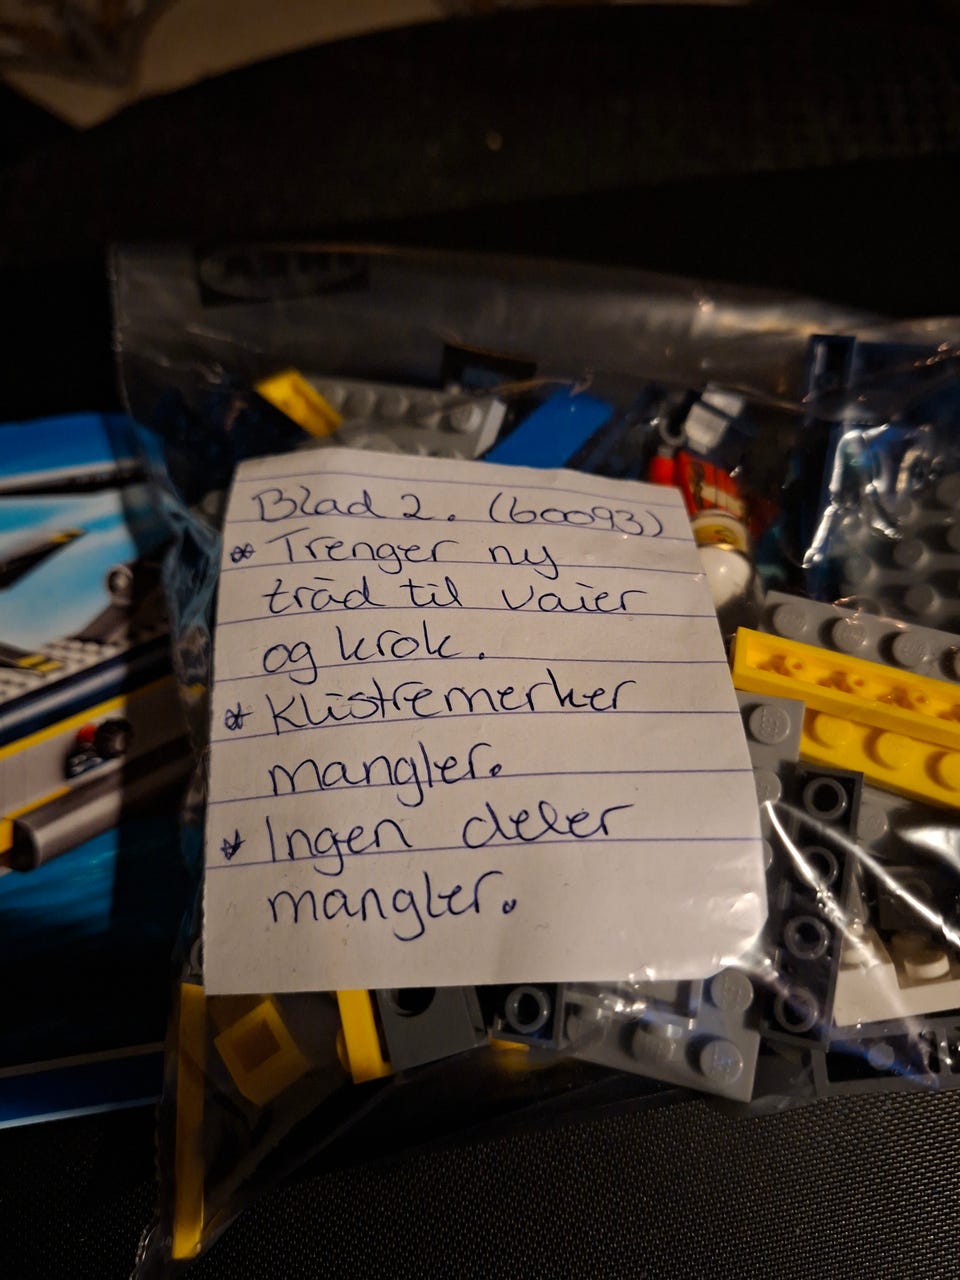 Blad 2. (60093)
* Trenger ny
tråd til vaier
og krok.
* Klistremerker
mangler.
* Ingen deler
mangler.